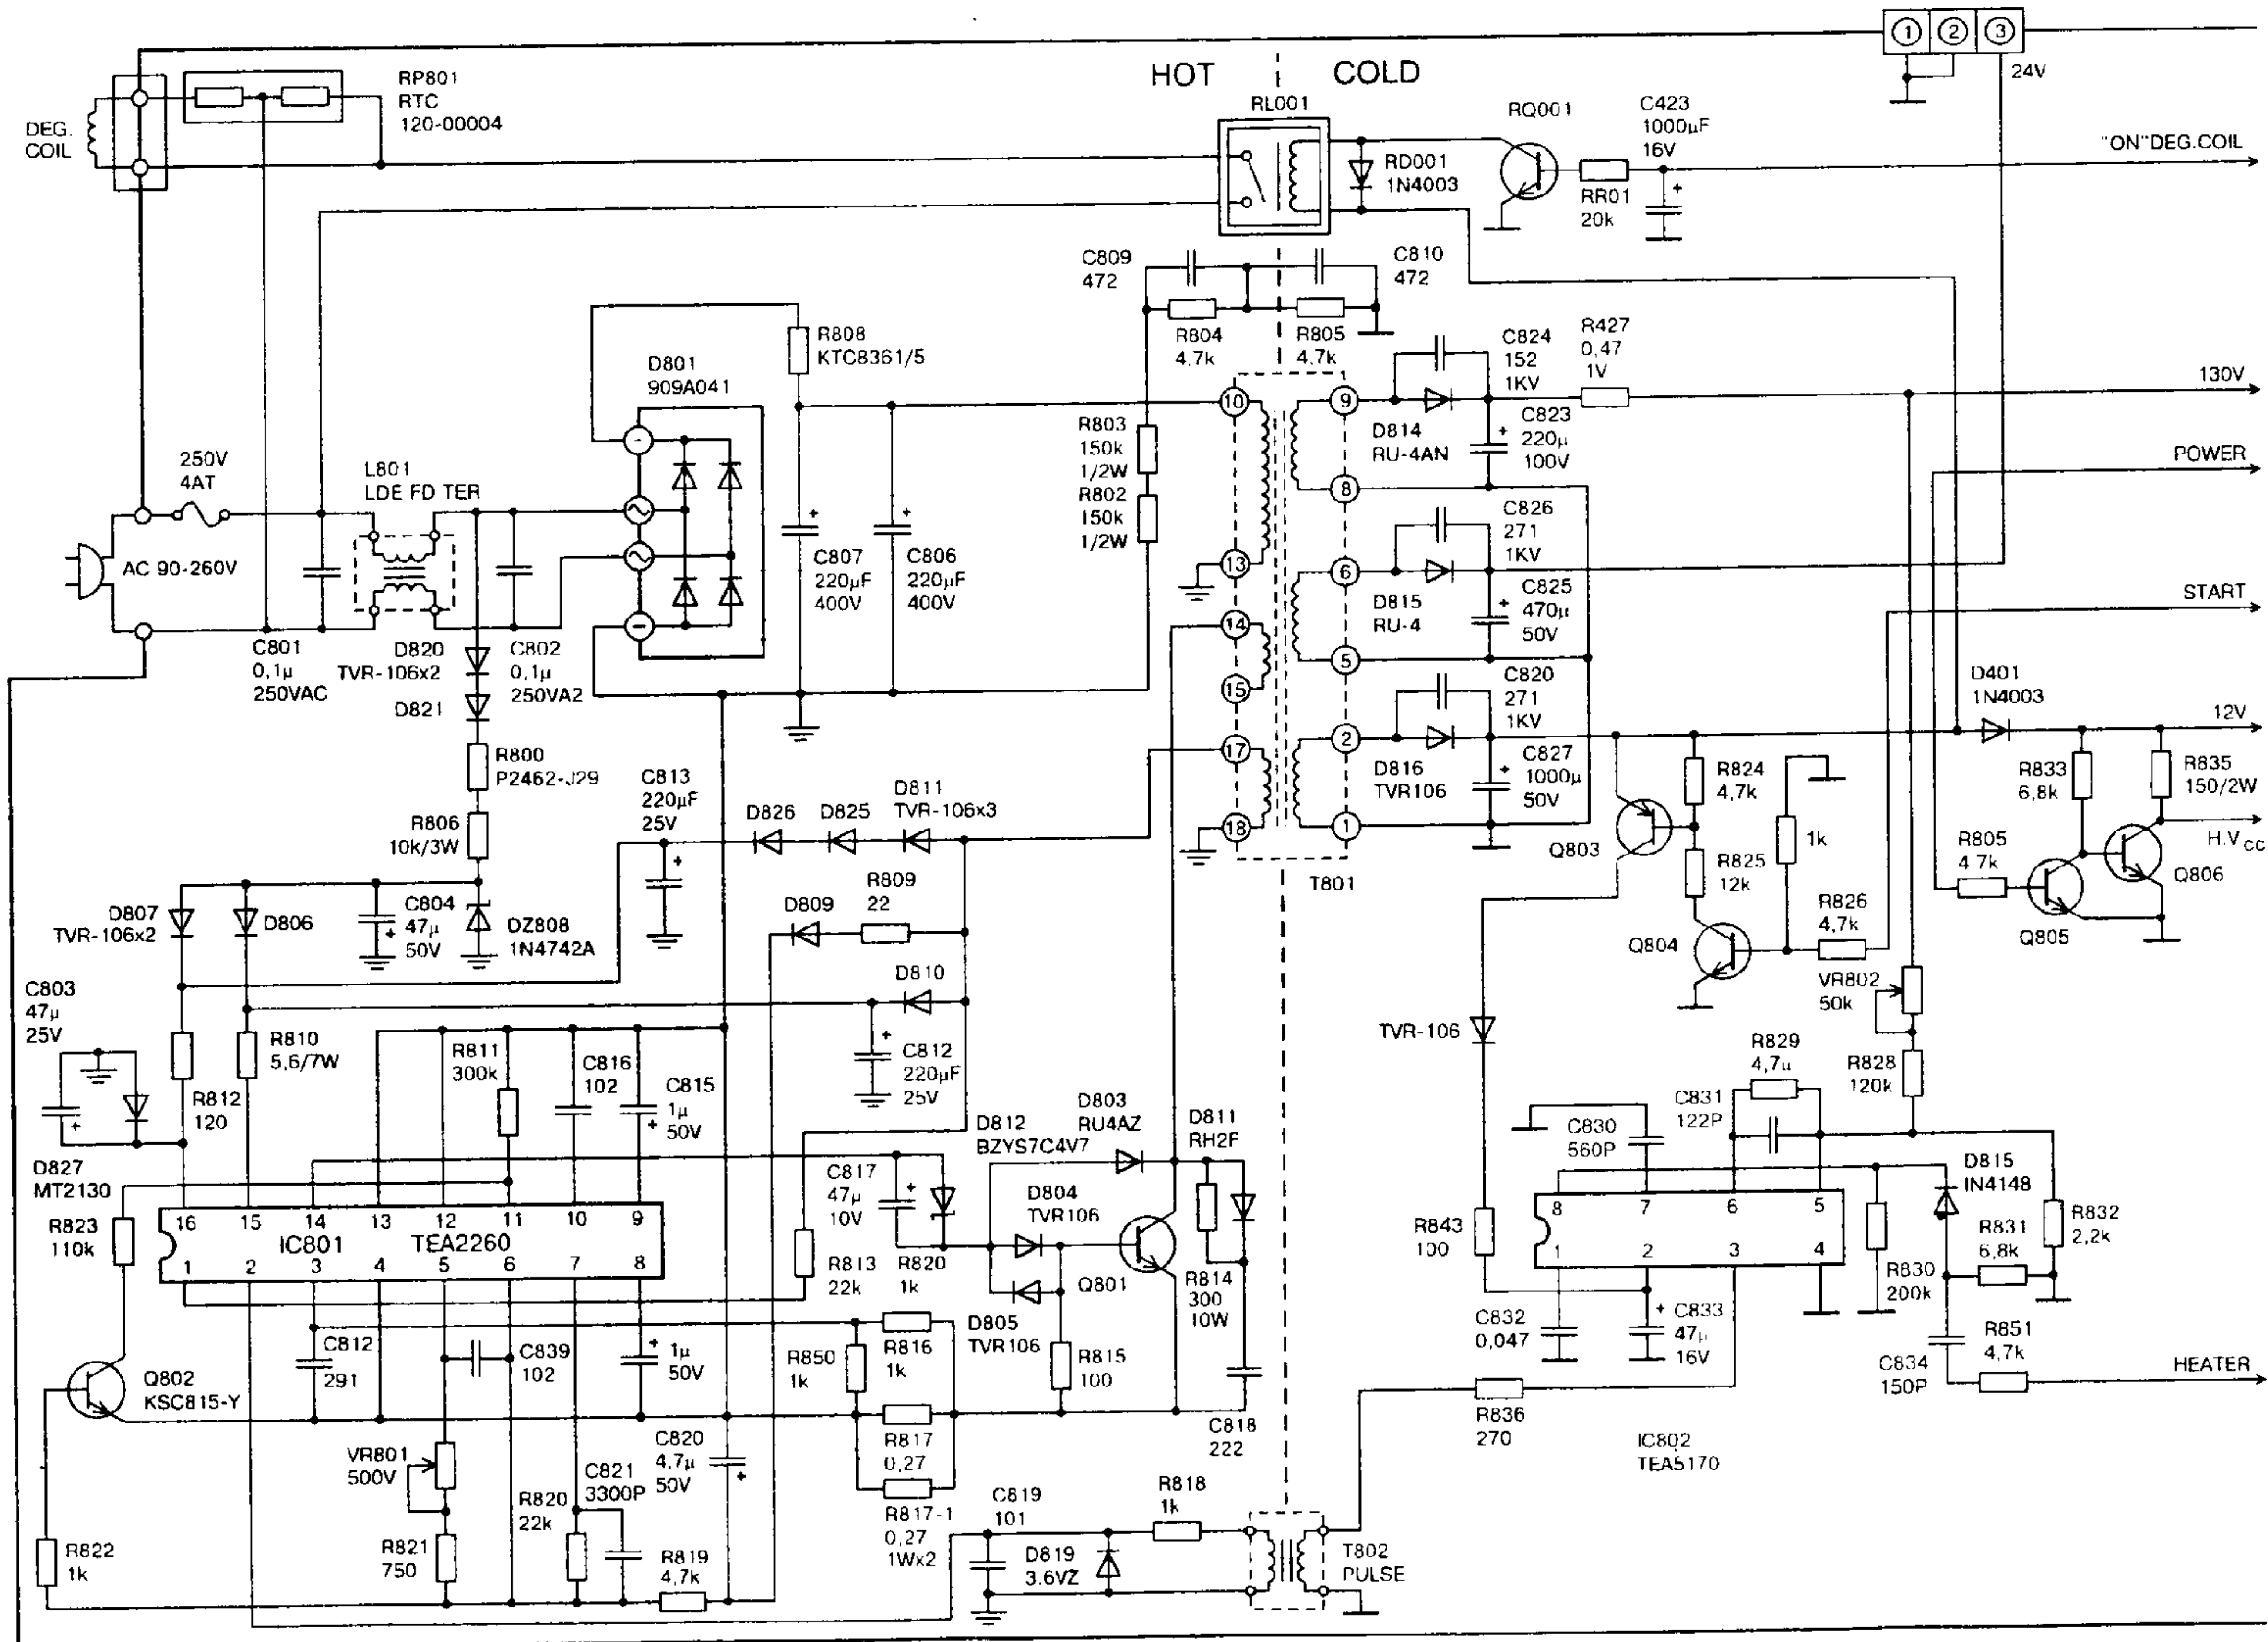 ① ② ③
24V
HOT COLD
RP801
RTC
120-00004
DEG.
COIL
RL001
RD001
1N4003
RQ001
C423
1000µF
16V
RR01
20k
"ON"DEG.COIL
C809
472
C810
472
R804
4.7k
R805
4,7k
R808
KTC8361/5
D801
909A041
C824
152
1KV
R427
0,47
1V
130V
D814
RU-4AN
C823
220µ
100V
R803
150k
1/2W
R802
150k
1/2W
250V
4AT
L801
LDE FD TER
POWER
AC 90-260V
C807
220µF
400V
C806
220µF
400V
C826
271
1KV
D815
RU-4
C825
470µ
50V
START
10
13
14
15
17
18
9
8
6
5
2
1
T801
C801
0,1µ
250VAC
D820
TVR-106x2
C802
0,1µ
250VA2
D821
C820
271
1KV
D816
TVR106
C827
1000µ
50V
D401
1N4003
12V
R800
P2462-J29
R806
10k/3W
C813
220µF
25V
D826
D825
D811
TVR-106x3
R824
4,7k
1k
R833
6,8k
R835
150/2W
H.Vcc
Q803
R825
12k
R805
4 7k
Q806
Q805
R826
4,7k
Q804
D807
TVR-106x2
D806
C804
47µ
50V
DZ808
1N4742A
D809
R809
22
D810
C803
47µ
25V
VR802
50k
TVR-106
R810
5,6/7W
R811
300k
C816
102
C815
1µ
50V
C812
220µF
25V
R812
120
R829
4,7µ
R828
120k
C831
122P
C830
560P
D827
MT2130
D812
BZYS7C4V7
D803
RU4AZ
D811
RH2F
C817
47µ
10V
D804
TVR106
D815
IN4148
16 15 14 13 12 11 10 9
IC801 TEA2260
1 2 3 4 5 6 7 8
R823
110k
R813
22k
R820
1k
Q801
R814
300
10W
8 7 6 5
1 2 3 4
R843
100
R831
6,8k
R832
2,2k
R830
200k
D805
TVR106
C832
0,047
C833
47µ
16V
C812
291
C839
102
1µ
50V
R850
1k
R816
1k
R815
100
R851
4,7k
C834
150P
HEATER
Q802
KSC815-Y
R836
270
C818
222
IC802
TEA5170
VR801
500V
C820
4.7µ
50V
R817
0,27
C821
3300P
R820
22k
R817-1
0,27
1Wx2
C819
101
R818
1k
R822
1k
R821
750
R819
4,7k
D819
3.6VZ
T802
PULSE